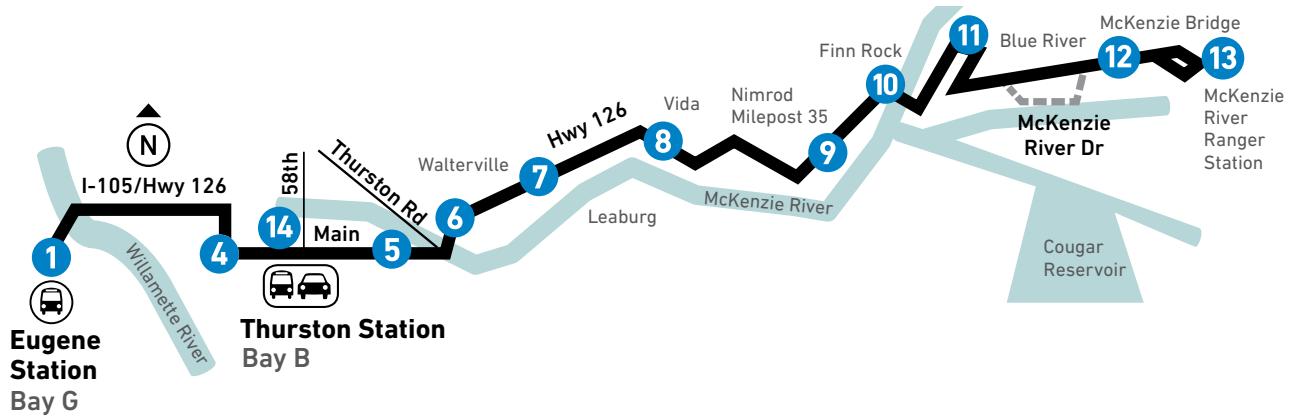 McKenzie Bridge
11
Blue River
12
13
Finn Rock
10
McKenzie
River
Ranger
Station
McKenzie
River Dr
Nimrod
Milepost 35
9
Vida
8
Hwy 126
7
Walterville
Thurston Rd
6
Leaburg
McKenzie River
Cougar
Reservoir
N
I-105/Hwy 126
58th
14
Main
5
4
1
Willamette River
Thurston Station
Bay B
Eugene
Station
Bay G